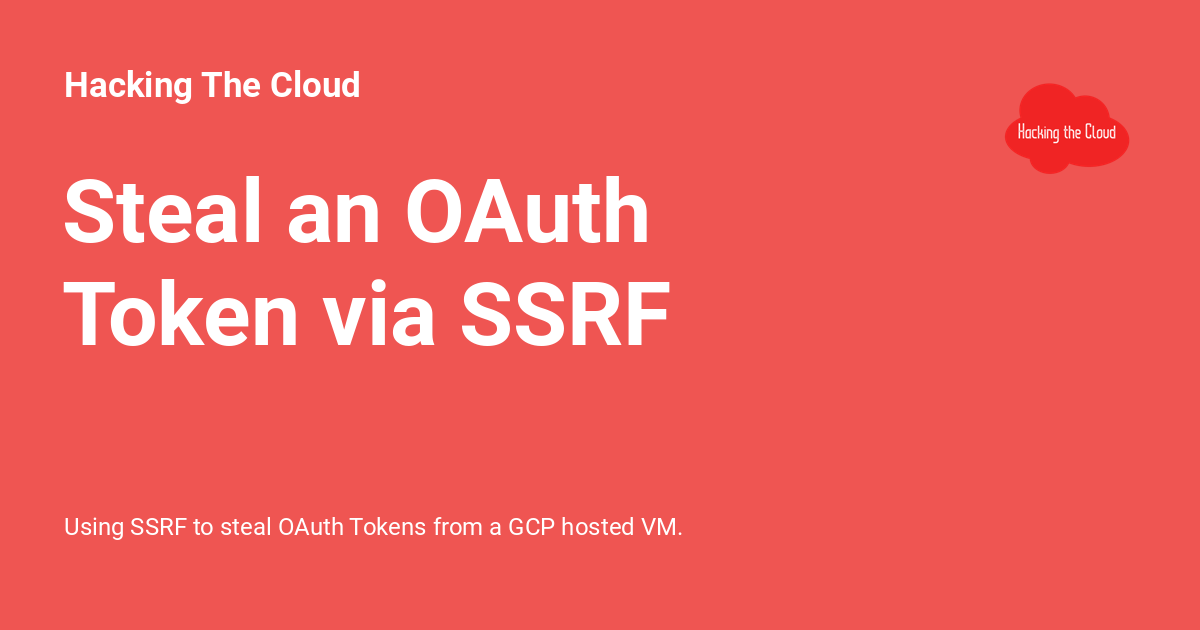 Hacking The Cloud
Hacking the Cloud
Steal an OAuth
Token via SSRF
Using SSRF to steal OAuth Tokens from a GCP hosted VM.